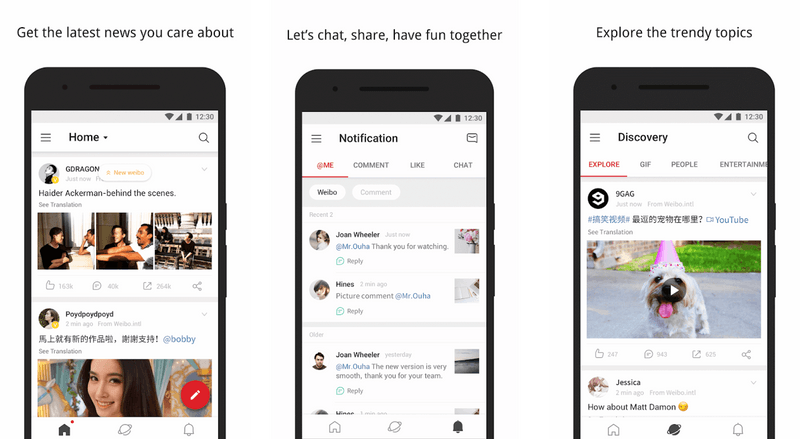 Get the latest news you care about
12:30
Home
GDRAGON
Just now
# New weibo
Haider Ackerman-behind the scenes.
See Translation
163k
40k
264k
Poydpoydpoyd
2 min ago From Weibo.intl
馬上就有新的作品啦，謝謝支持！@bobby
See Translation
Let's chat, share, have fun together
12:30
Notification
@ME
COMMENT
LIKE
CHAT
Weibo
Comment
Recent 2
Joan Wheeler Just now
@Mr.Ouha Thank you for watching.
Reply
Hines 2 min ago
Picture comment @Mr.Ouha
Reply
Older
Joan Wheeler yesterday
@Mr.Ouha The new version is very
smooth, thank you for your team.
Reply
Hines
Explore the trendy topics
12:30
Discovery
EXPLORE
GIF
PEOPLE
ENTERTAINME
9GAG
Just now From Weibo.intl
#搞笑视频# 最逗的宠物在哪里？ YouTube
See Translation
247
943
625
Jessica
2 min ago From Weibo.intl
How about Matt Damon 😏